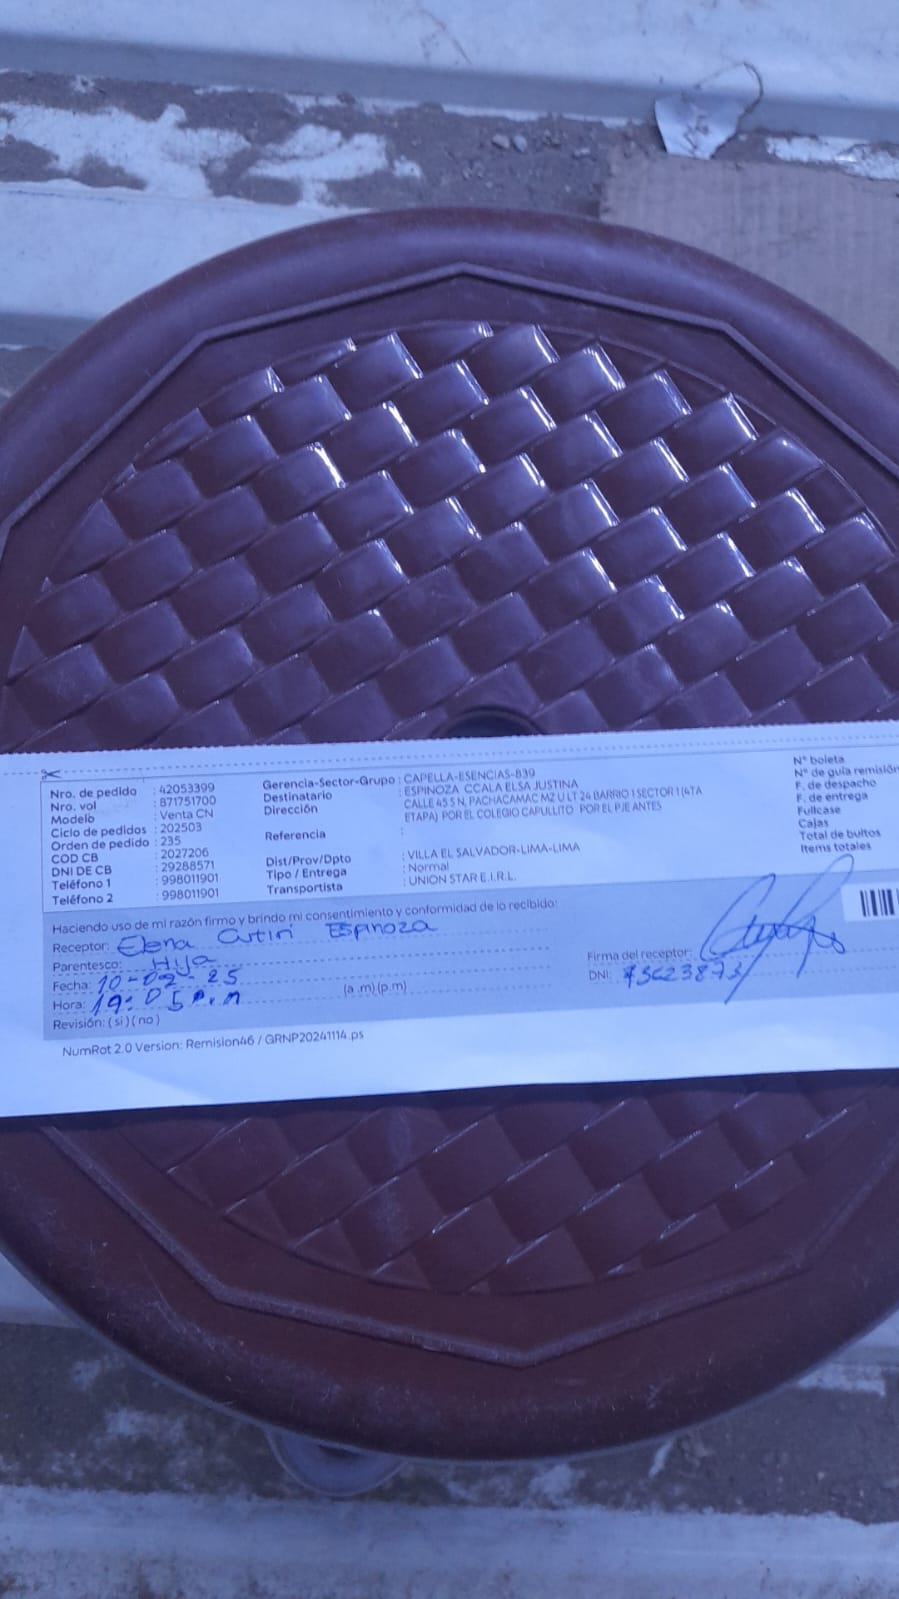 Nro. de pedido : 42053399
Nro. vol : 871751700
Modelo : Venta CN
Ciclo de pedidos : 202503
Orden de pedido : 235
COD CB : 2027206
DNI DE CB : 29288571
Teléfono 1 : 998011901
Teléfono 2 : 998011901
Gerencia-Sector-Grupo : CAPELLA-ESENCIAS-839
Destinatario : ESPINOZA CCALA ELSA JUSTINA
Dirección : CALLE 45 S N, PACHACAMAC MZ U LT 24 BARRIO 1 SECTOR 1 (4TA
ETAPA) POR EL COLEGIO CAPULLITO POR EL PJE ANTES
Referencia :
Dist/Prov/Dpto : VILLA EL SALVADOR-LIMA-LIMA
Tipo / Entrega : Normal
Transportista : UNION STAR E.I.R.L.
N° boleta
N° de guía remisión
F. de despacho
F. de entrega
Fullcase
Cajas
Total de bultos
Items totales
Haciendo uso de mi razón firmo y brindo mi consentimiento y conformidad de lo recibido:
Receptor: Elena Espinoza
Parentesco: Hija
Fecha: 10-02-25
Hora: 19:05 P.m (a.m) (p.m)
Revisión: (si) (no)
Firma del receptor:
DNI:
NumRot 2.0 Version: Remision46 / GRNP20241114.ps